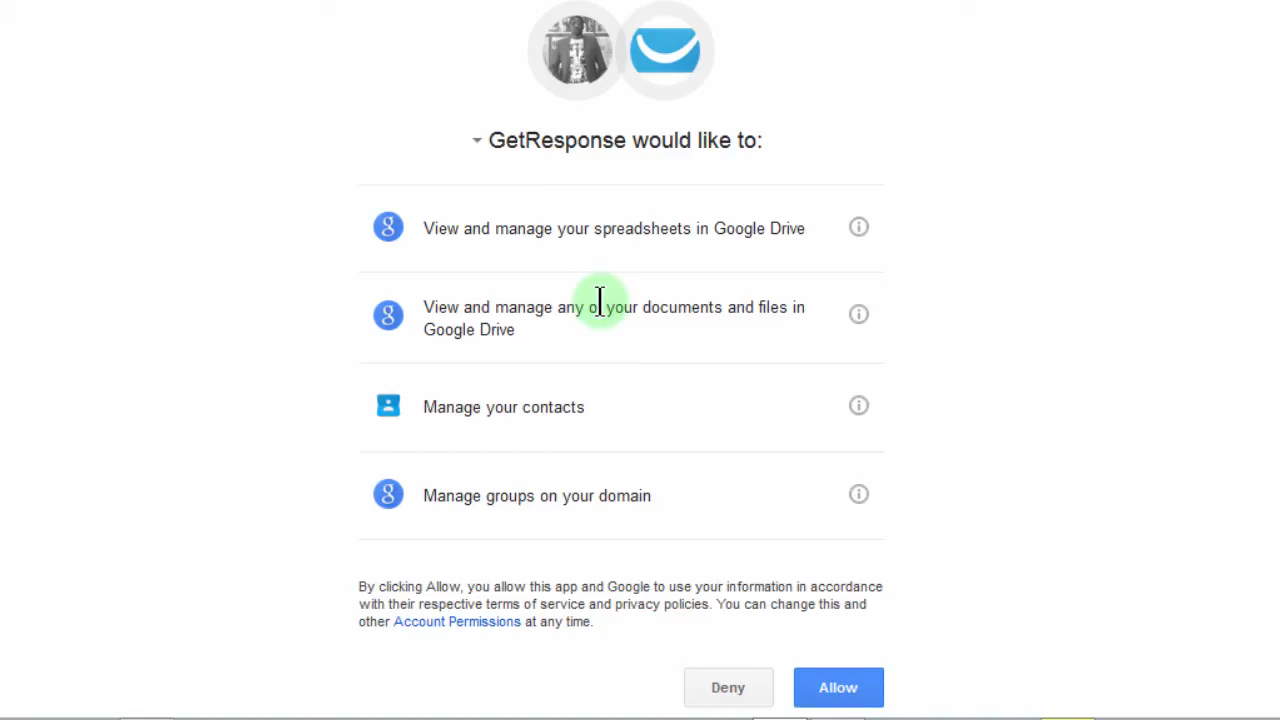 GetResponse would like to:
View and manage your spreadsheets in Google Drive
View and manage any of your documents and files in
Google Drive
Manage your contacts
Manage groups on your domain
By clicking Allow, you allow this app and Google to use your information in accordance
with their respective terms of service and privacy policies. You can change this and
other Account Permissions at any time.
Deny Allow